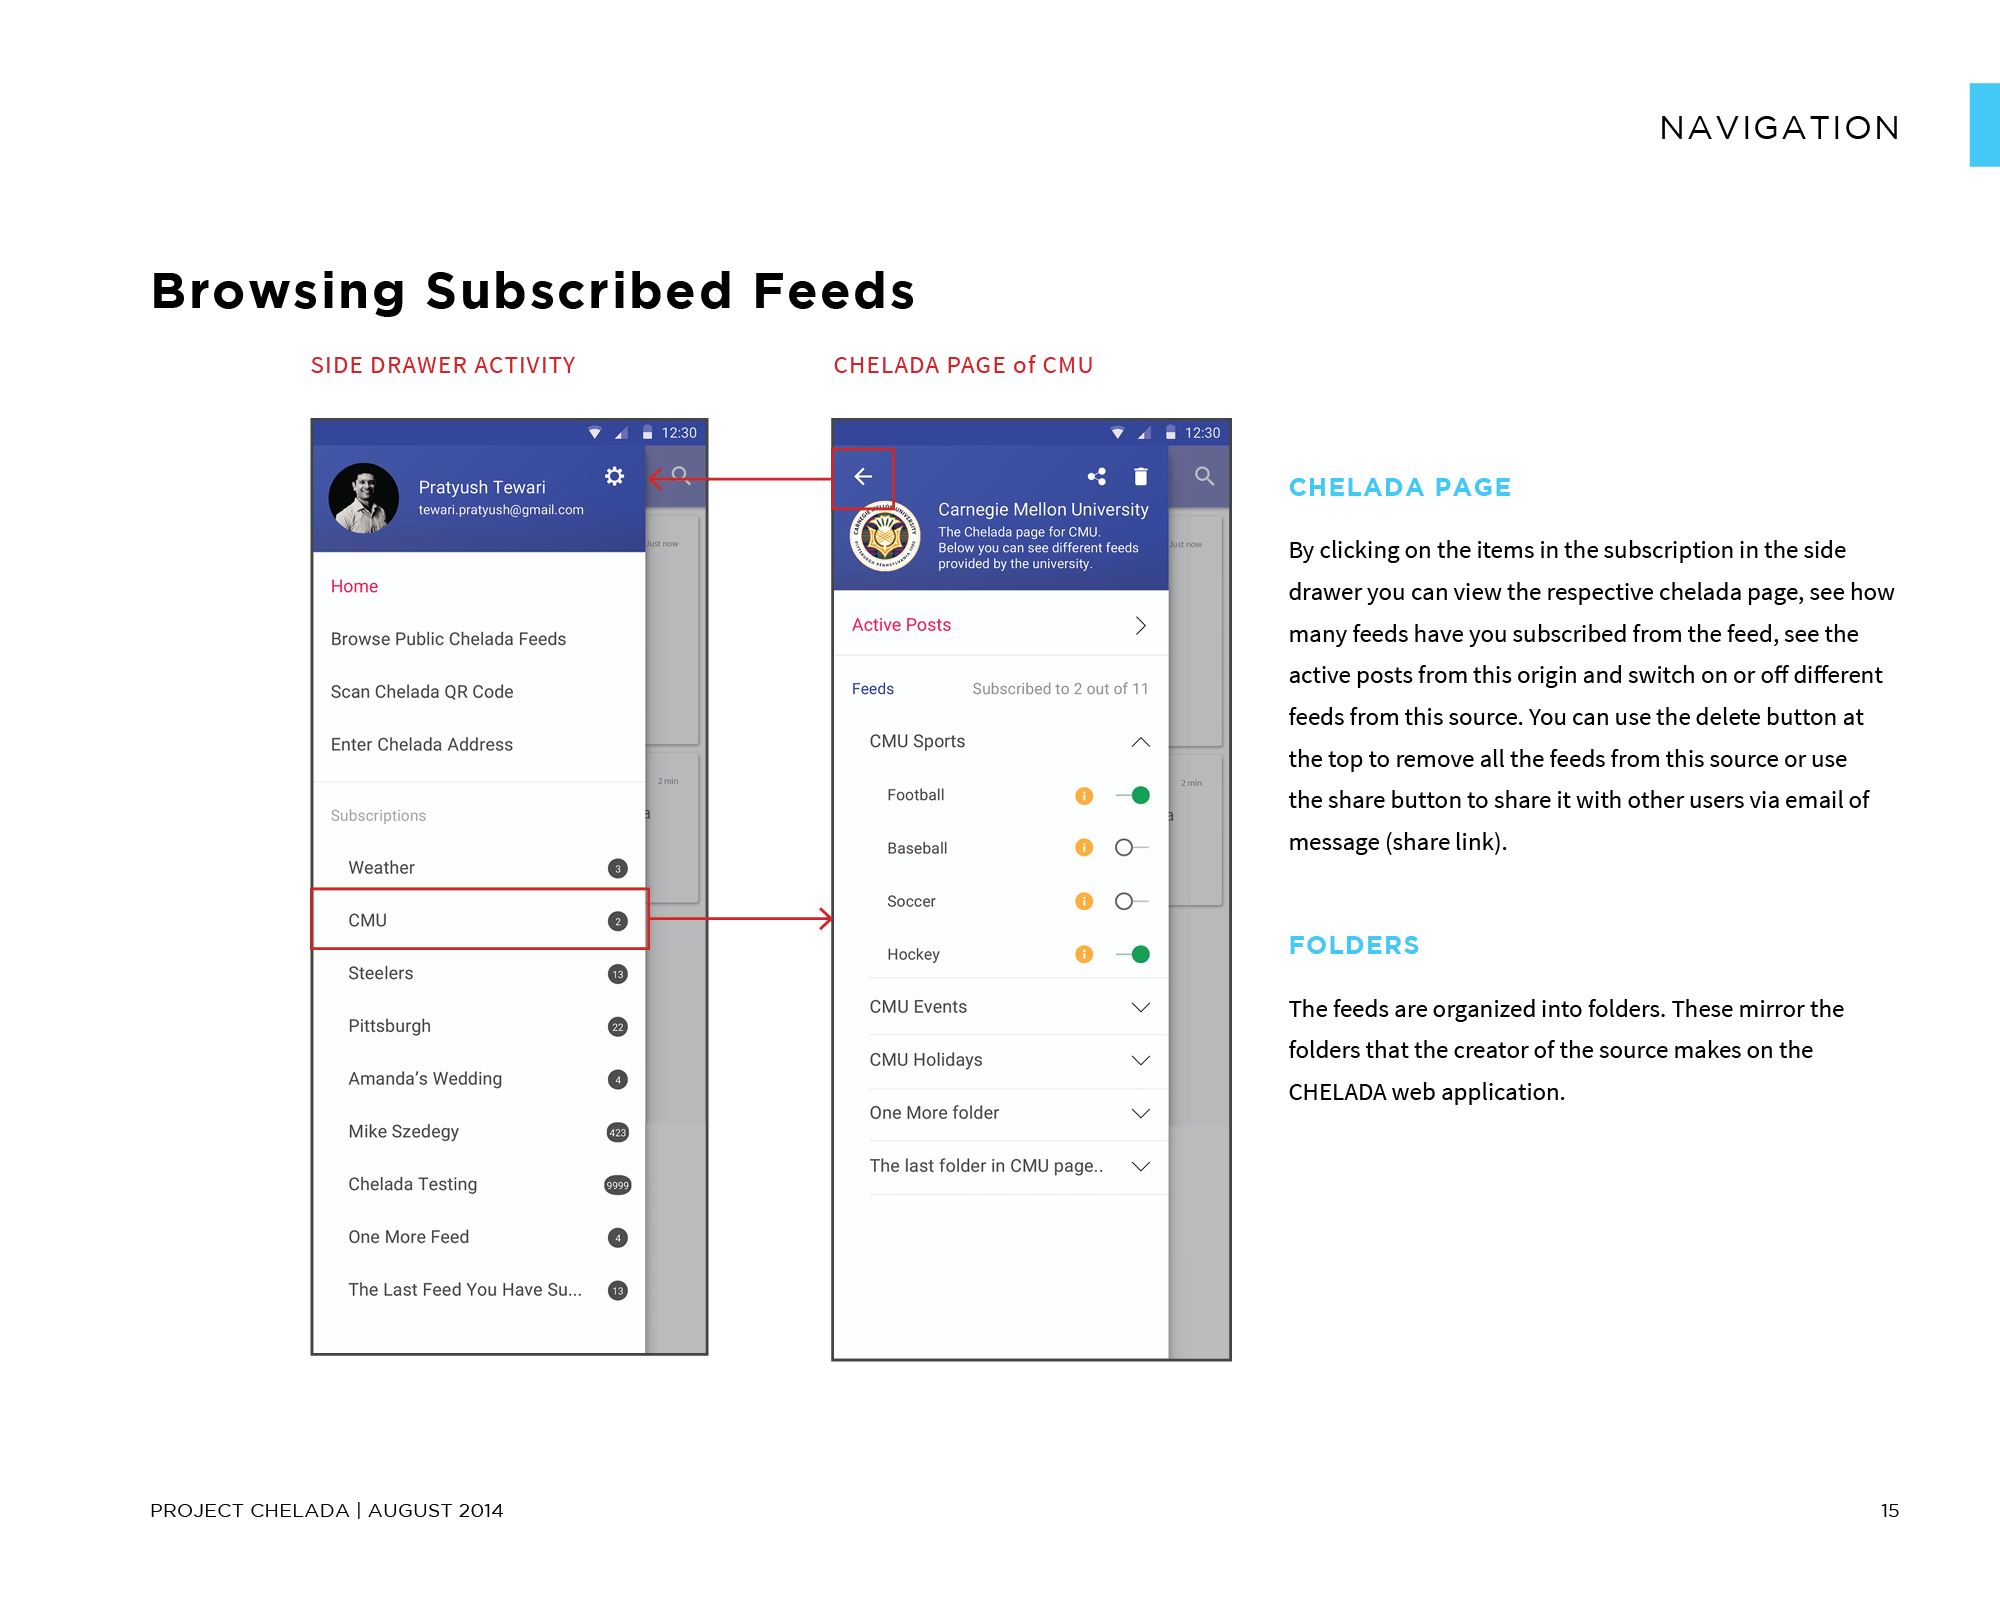 NAVIGATION
Browsing Subscribed Feeds
SIDE DRAWER ACTIVITY
12:30
Pratyush Tewari
tewari.pratyush@gmail.com
Just now
Home
Browse Public Chelada Feeds
Scan Chelada QR Code
Enter Chelada Address
2 min
a
Subscriptions
Weather 3
CMU 2
Steelers 13
Pittsburgh 22
Amanda’s Wedding 4
Mike Szedegy 423
Chelada Testing 9999
One More Feed 4
The Last Feed You Have Su... 13
CHELADA PAGE of CMU
12:30
CARNEGIE MELLON UNIVERSITY
PITTSBURGH PENNSYLVANIA 1900
Carnegie Mellon University
The Chelada page for CMU.
Below you can see different feeds
provided by the university.
Just now
Active Posts
Feeds Subscribed to 2 out of 11
CMU Sports
2 min
a
Football i
Baseball i
Soccer i
Hockey i
CMU Events
CMU Holidays
One More folder
The last folder in CMU page..
CHELADA PAGE
By clicking on the items in the subscription in the side
drawer you can view the respective chelada page, see how
many feeds have you subscribed from the feed, see the
active posts from this origin and switch on or off different
feeds from this source. You can use the delete button at
the top to remove all the feeds from this source or use
the share button to share it with other users via email of
message (share link).
FOLDERS
The feeds are organized into folders. These mirror the
folders that the creator of the source makes on the
CHELADA web application.
PROJECT CHELADA | AUGUST 2014
15